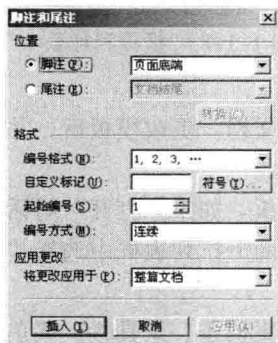 脚注和尾注
位置
脚注(F): 页面底端
尾注(E): 文档结尾
转换(C)...
格式
编号格式(N): 1, 2, 3, …
自定义标记(U): 符号(Y)...
起始编号(S): 1
编号方式(M): 连续
应用更改
将更改应用于(P): 整篇文档
插入(I) 取消 应用(A)